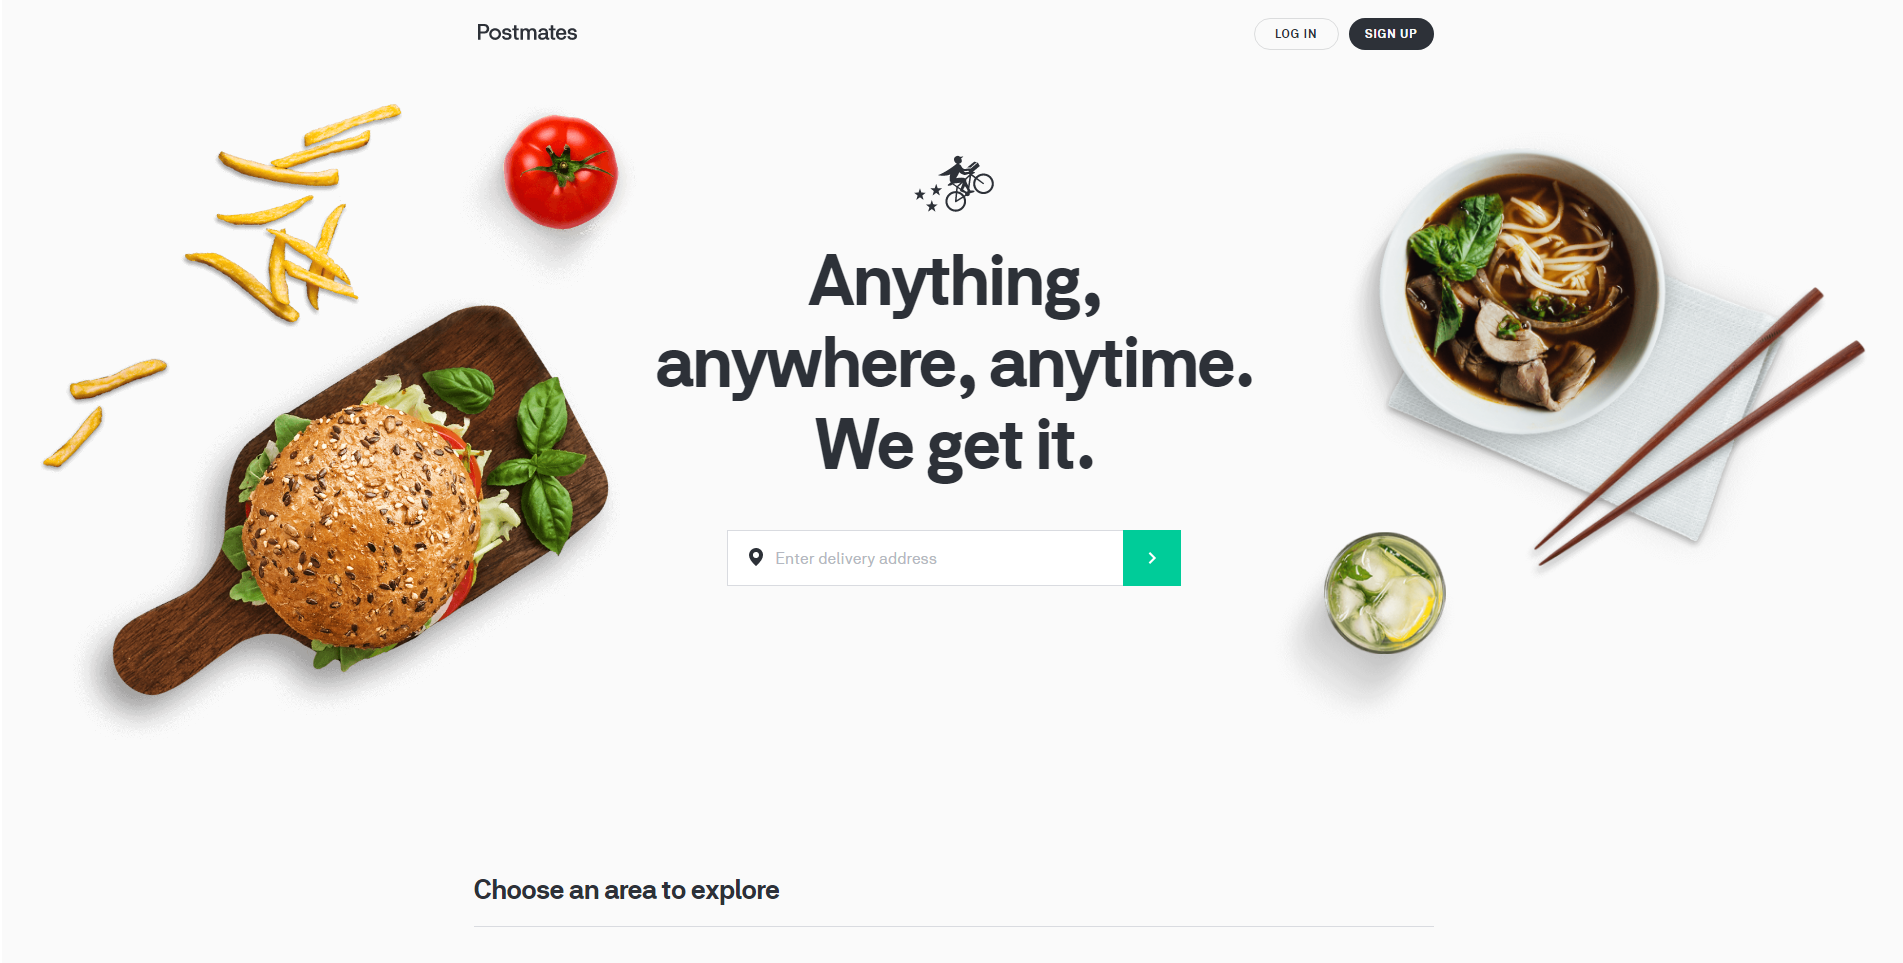 Postmates
LOG IN
SIGN UP
Anything,
anywhere, anytime.
We get it.
Enter delivery address
Choose an area to explore